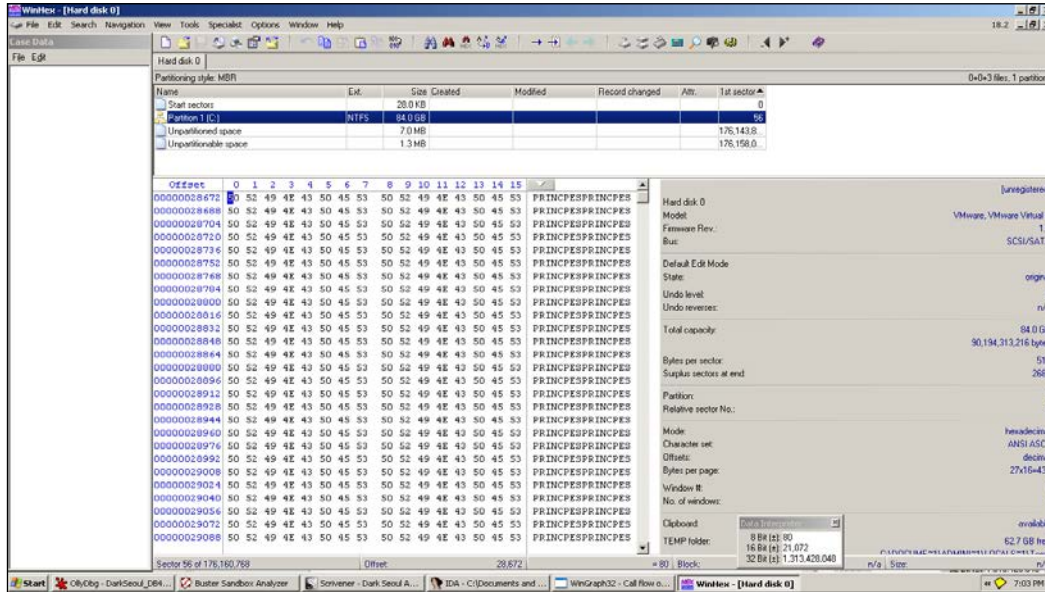 WinHex - [Hard disk 0]
File Edit Search Navigation View Tools Specialist Options Window Help 18.2
Case Data
File Edit
Hard disk 0
Partitioning style: MBR 0+0+3 files, 1 partition
Name Ext. Size Created Modified Record changed Attr. 1st sector
Start sectors 28.0 KB 0
Partition 1 (C:) NTFS 84.0 GB 56
Unpartitioned space 7.0 MB 176,143,8...
Unpartitionable space 1.3 MB 176,158,0...
Offset 0 1 2 3 4 5 6 7 8 9 10 11 12 13 14 15
00000028672 50 52 49 4E 43 50 45 53 50 52 49 4E 43 50 45 53 PRINCPESPRINCPES
00000028688 50 52 49 4E 43 50 45 53 50 52 49 4E 43 50 45 53 PRINCPESPRINCPES
00000028704 50 52 49 4E 43 50 45 53 50 52 49 4E 43 50 45 53 PRINCPESPRINCPES
00000028720 50 52 49 4E 43 50 45 53 50 52 49 4E 43 50 45 53 PRINCPESPRINCPES
00000028736 50 52 49 4E 43 50 45 53 50 52 49 4E 43 50 45 53 PRINCPESPRINCPES
00000028752 50 52 49 4E 43 50 45 53 50 52 49 4E 43 50 45 53 PRINCPESPRINCPES
00000028768 50 52 49 4E 43 50 45 53 50 52 49 4E 43 50 45 53 PRINCPESPRINCPES
00000028784 50 52 49 4E 43 50 45 53 50 52 49 4E 43 50 45 53 PRINCPESPRINCPES
00000028800 50 52 49 4E 43 50 45 53 50 52 49 4E 43 50 45 53 PRINCPESPRINCPES
00000028816 50 52 49 4E 43 50 45 53 50 52 49 4E 43 50 45 53 PRINCPESPRINCPES
00000028832 50 52 49 4E 43 50 45 53 50 52 49 4E 43 50 45 53 PRINCPESPRINCPES
00000028848 50 52 49 4E 43 50 45 53 50 52 49 4E 43 50 45 53 PRINCPESPRINCPES
00000028864 50 52 49 4E 43 50 45 53 50 52 49 4E 43 50 45 53 PRINCPESPRINCPES
00000028880 50 52 49 4E 43 50 45 53 50 52 49 4E 43 50 45 53 PRINCPESPRINCPES
00000028896 50 52 49 4E 43 50 45 53 50 52 49 4E 43 50 45 53 PRINCPESPRINCPES
00000028912 50 52 49 4E 43 50 45 53 50 52 49 4E 43 50 45 53 PRINCPESPRINCPES
00000028928 50 52 49 4E 43 50 45 53 50 52 49 4E 43 50 45 53 PRINCPESPRINCPES
00000028944 50 52 49 4E 43 50 45 53 50 52 49 4E 43 50 45 53 PRINCPESPRINCPES
00000028960 50 52 49 4E 43 50 45 53 50 52 49 4E 43 50 45 53 PRINCPESPRINCPES
00000028976 50 52 49 4E 43 50 45 53 50 52 49 4E 43 50 45 53 PRINCPESPRINCPES
00000028992 50 52 49 4E 43 50 45 53 50 52 49 4E 43 50 45 53 PRINCPESPRINCPES
00000029008 50 52 49 4E 43 50 45 53 50 52 49 4E 43 50 45 53 PRINCPESPRINCPES
00000029024 50 52 49 4E 43 50 45 53 50 52 49 4E 43 50 45 53 PRINCPESPRINCPES
00000029040 50 52 49 4E 43 50 45 53 50 52 49 4E 43 50 45 53 PRINCPESPRINCPES
00000029056 50 52 49 4E 43 50 45 53 50 52 49 4E 43 50 45 53 PRINCPESPRINCPES
00000029072 50 52 49 4E 43 50 45 53 50 52 49 4E 43 50 45 53 PRINCPESPRINCPES
00000029088 50 52 49 4E 43 50 45 53 50 52 49 4E 43 50 45 53 PRINCPESPRINCPES
[unregistere
Hard disk 0
Model: VMware, VMware Virtual
Firmware Rev.: 1.
Bus: SCSI/SAT
Default Edit Mode
State: origin
Undo level:
Undo reverses: n/
Total capacity: 84.0 G
90,194,313,216 byte
Bytes per sector: 51
Surplus sectors at end: 268
Partition:
Relative sector No.:
Mode: hexadecim
Character set: ANSI ASC
Offsets: decim
Bytes per page: 27x16=43
Window #:
No. of windows:
Clipboard: availab
TEMP folder: 62.7 GB fre
Data Interpreter
8 Bit (±): 80
16 Bit (±): 21,072
32 Bit (±): 1,313,428,048
Sector 56 of 176,160,768 Offset: 28,672 = 80 Block: n/a Size: n/
Start OllyDbg - DarkSeoul_DB4... Buster Sandbox Analyzer Scrivener - Dark Seoul A... IDA - C:\Documents and ... WinGraph32 - Call flow o... WinHex - [Hard disk 0] 7:03 PM